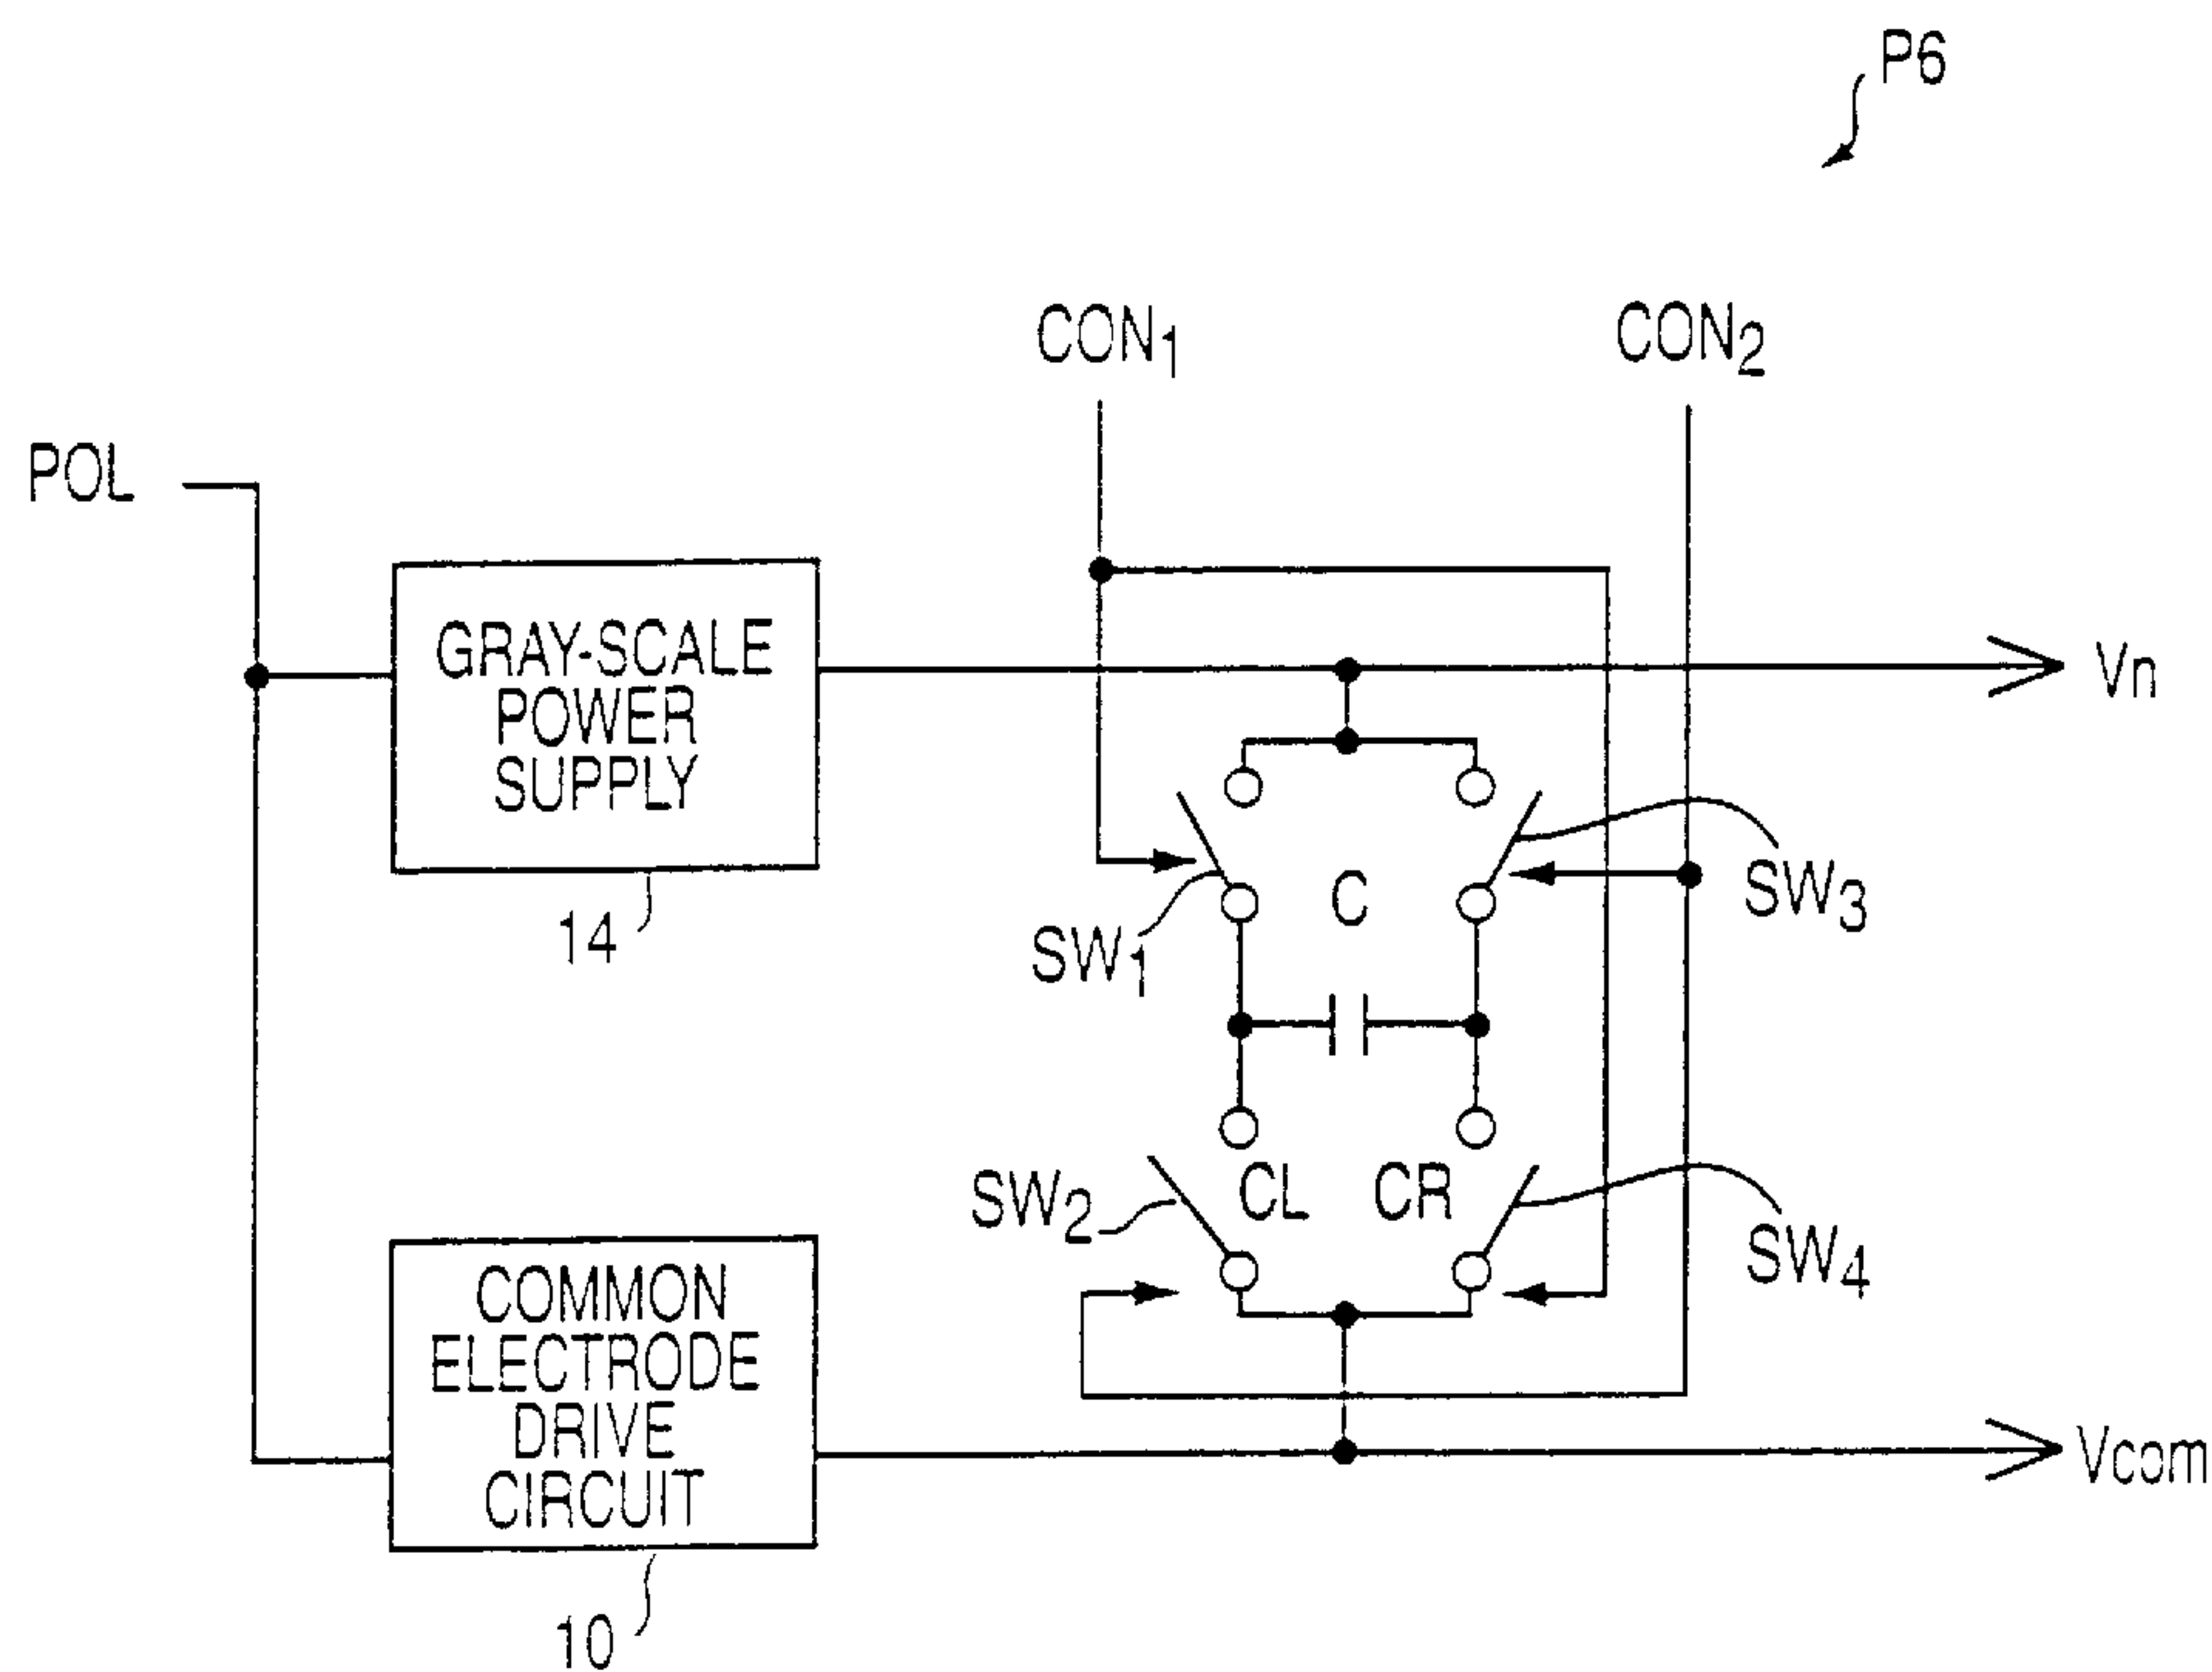 P6
CON1
CON2
POL
GRAY-SCALE
POWER
SUPPLY
Vn
14
SW1
C
SW3
SW2
CL
CR
SW4
COMMON
ELECTRODE
DRIVE
CIRCUIT
Vcom
10